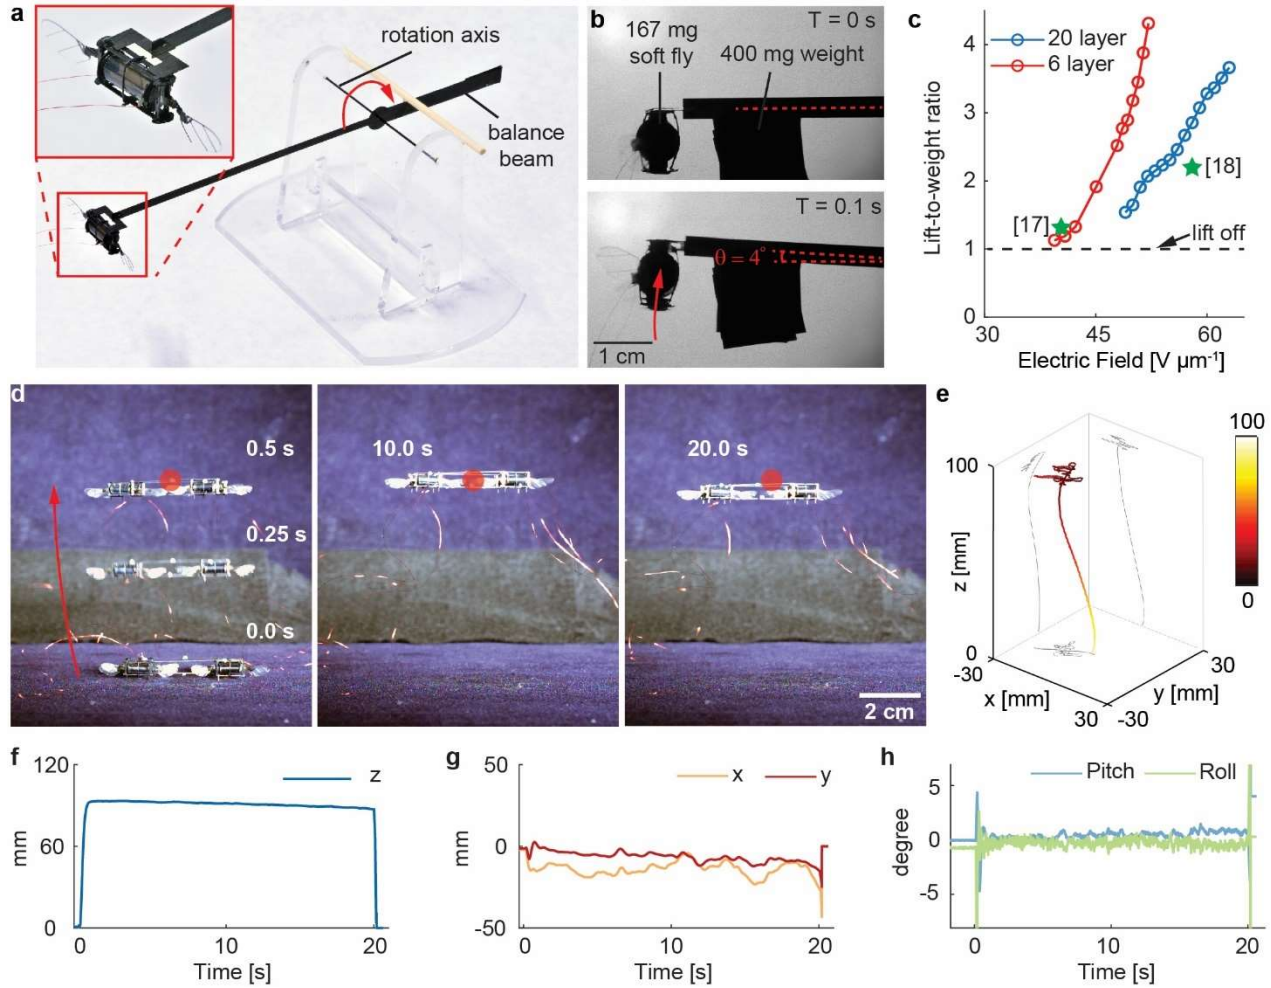 a
rotation axis
balance
beam
b
T = 0 s
167 mg
soft fly
400 mg weight
T = 0.1 s
θ = 4°
1 cm
c
4
3
2
1
0
20 layer
6 layer
[18]
[17]
lift off
30
45
60
Lift-to-weight ratio
Electric Field [V μm⁻¹]
d
0.5 s
0.25 s
0.0 s
10.0 s
20.0 s
2 cm
e
100
100
0
z [mm]
0
-30
x [mm]
30
-30
y [mm]
30
f
120
60
0
mm
z
0
10
20
Time [s]
g
50
0
-50
mm
x
y
0
10
20
Time [s]
h
5
0
-5
degree
Pitch
Roll
0
10
20
Time [s]